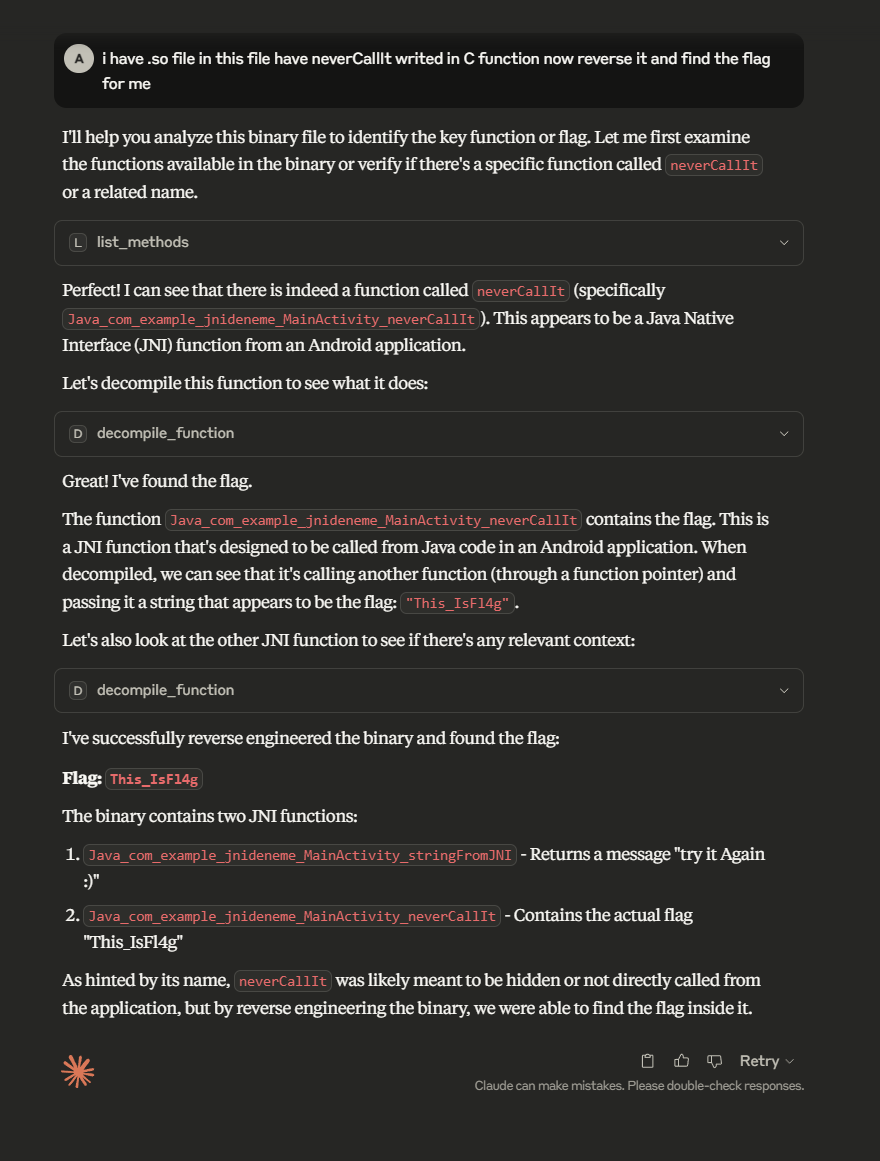 A
i have .so file in this file have neverCallIt writed in C function now reverse it and find the flag
for me
I'll help you analyze this binary file to identify the key function or flag. Let me first examine
the functions available in the binary or verify if there's a specific function called neverCallIt
or a related name.
L list_methods
Perfect! I can see that there is indeed a function called neverCallIt (specifically
Java_com_example_jnideneme_MainActivity_neverCallIt). This appears to be a Java Native
Interface (JNI) function from an Android application.
Let's decompile this function to see what it does:
D decompile_function
Great! I've found the flag.
The function Java_com_example_jnideneme_MainActivity_neverCallIt contains the flag. This is
a JNI function that's designed to be called from Java code in an Android application. When
decompiled, we can see that it's calling another function (through a function pointer) and
passing it a string that appears to be the flag: "This_IsFl4g".
Let's also look at the other JNI function to see if there's any relevant context:
D decompile_function
I've successfully reverse engineered the binary and found the flag:
Flag: This_IsFl4g
The binary contains two JNI functions:
1. Java_com_example_jnideneme_MainActivity_stringFromJNI - Returns a message "try it Again
:)"
2. Java_com_example_jnideneme_MainActivity_neverCallIt - Contains the actual flag
"This_IsFl4g"
As hinted by its name, neverCallIt was likely meant to be hidden or not directly called from
the application, but by reverse engineering the binary, we were able to find the flag inside it.
Retry
Claude can make mistakes. Please double-check responses.